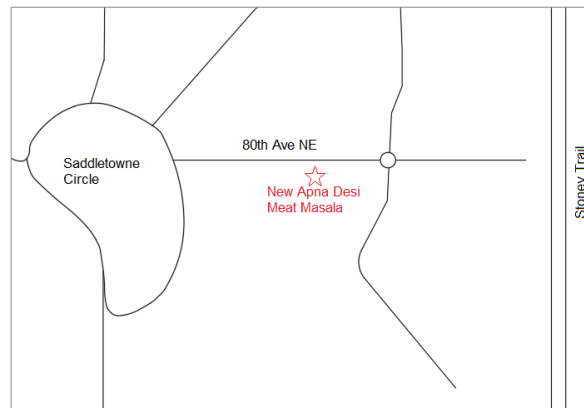 80th Ave NE
Saddletowne
Circle
New Apna Desi
Meat Masala
Stoney Trail